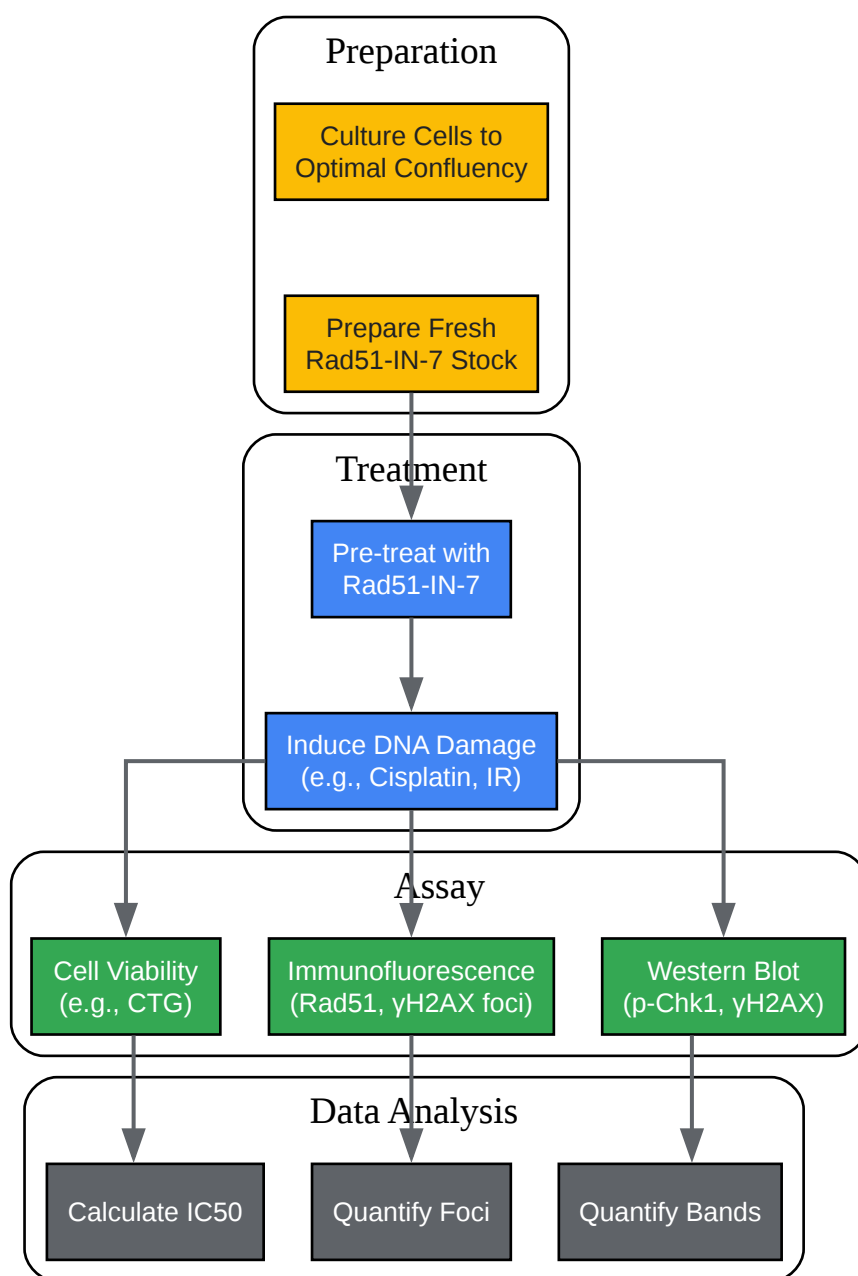 Preparation
Culture Cells to
Optimal Confluency
Prepare Fresh
Rad51-IN-7 Stock
Treatment
Pre-treat with
Rad51-IN-7
Induce DNA Damage
(e.g., Cisplatin, IR)
Assay
Cell Viability
(e.g., CTG)
Immunofluorescence
(Rad51, γH2AX foci)
Western Blot
(p-Chk1, γH2AX)
Data Analysis
Calculate IC50
Quantify Foci
Quantify Bands